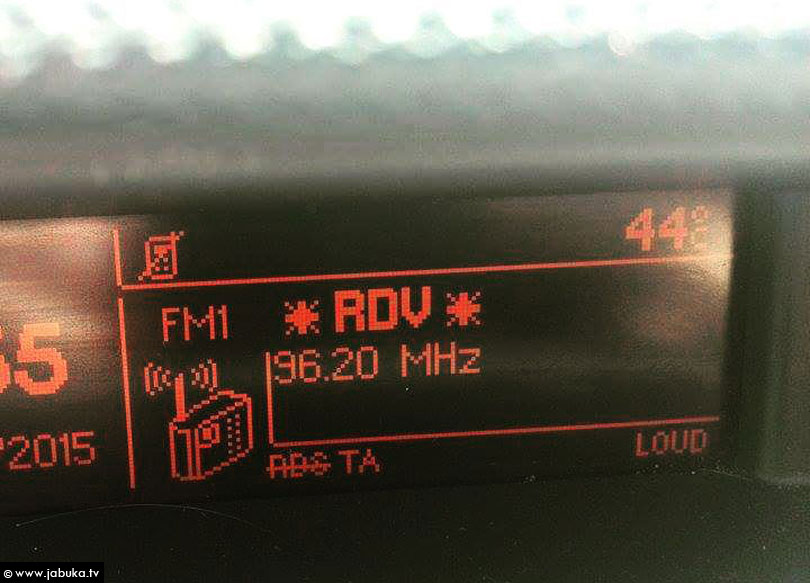 44°C
FM1
* RDV *
96.20 MHz
2015
RDS TA
LOUD
© www.jabuka.tv